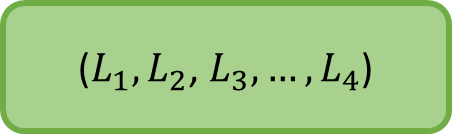 (L₁, L₂, L₃, … , L₄)